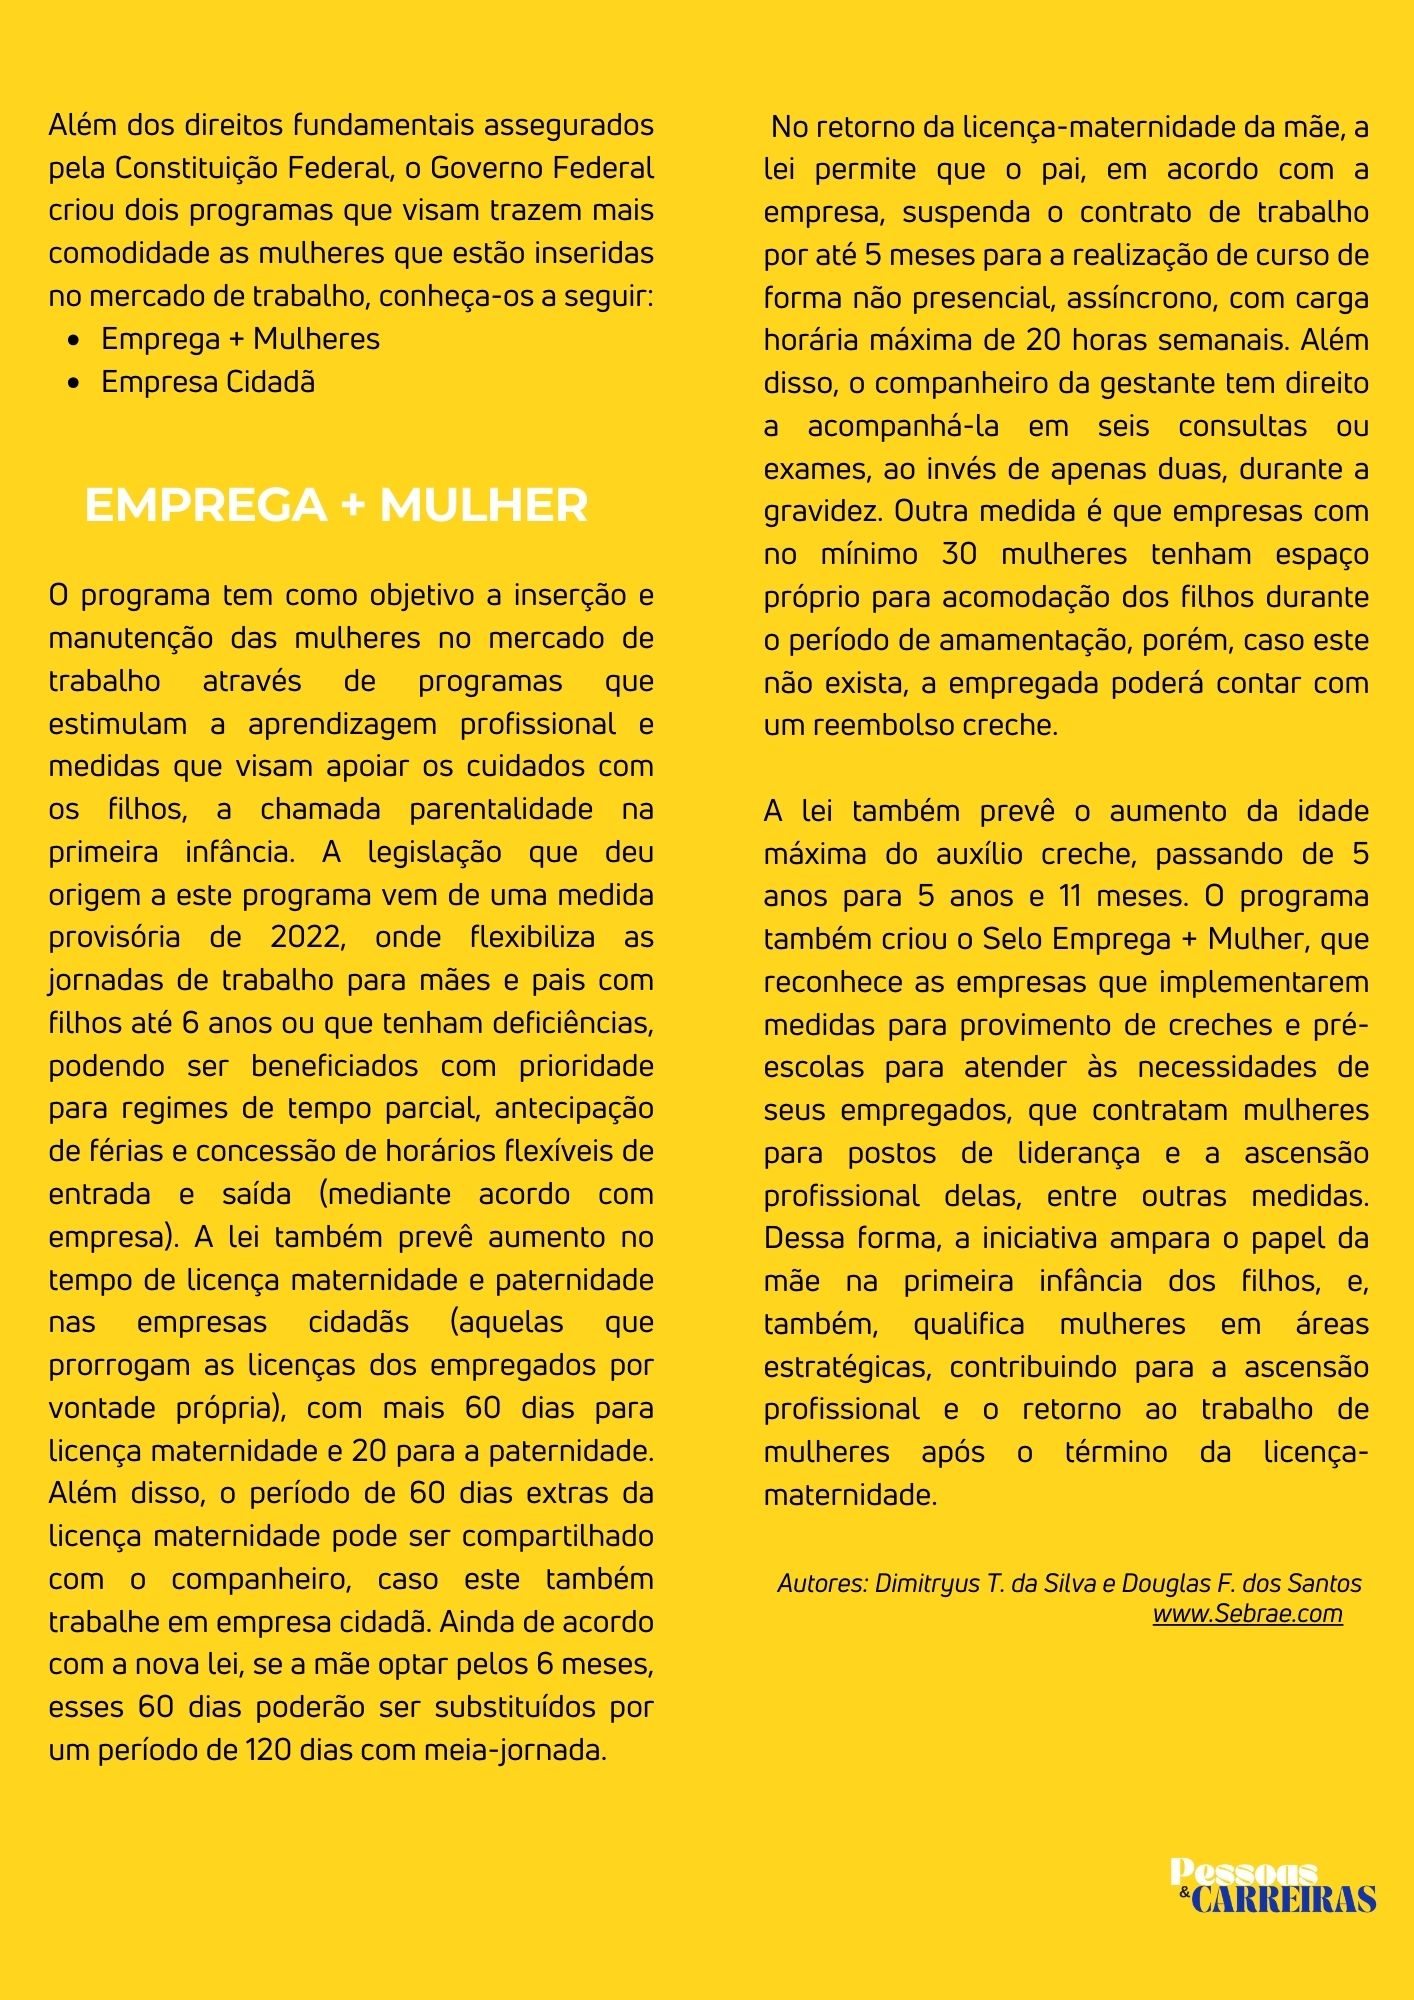 Além dos direitos fundamentais assegurados
pela Constituição Federal, o Governo Federal
criou dois programas que visam trazem mais
comodidade as mulheres que estão inseridas
no mercado de trabalho, conheça-os a seguir:
• Emprega + Mulheres
• Empresa Cidadã
EMPREGA + MULHER
O programa tem como objetivo a inserção e
manutenção das mulheres no mercado de
trabalho através de programas que
estimulam a aprendizagem profissional e
medidas que visam apoiar os cuidados com
os filhos, a chamada parentalidade na
primeira infância. A legislação que deu
origem a este programa vem de uma medida
provisória de 2022, onde flexibiliza as
jornadas de trabalho para mães e pais com
filhos até 6 anos ou que tenham deficiências,
podendo ser beneficiados com prioridade
para regimes de tempo parcial, antecipação
de férias e concessão de horários flexíveis de
entrada e saída (mediante acordo com
empresa). A lei também prevê aumento no
tempo de licença maternidade e paternidade
nas empresas cidadãs (aquelas que
prorrogam as licenças dos empregados por
vontade própria), com mais 60 dias para
licença maternidade e 20 para a paternidade.
Além disso, o período de 60 dias extras da
licença maternidade pode ser compartilhado
com o companheiro, caso este também
trabalhe em empresa cidadã. Ainda de acordo
com a nova lei, se a mãe optar pelos 6 meses,
esses 60 dias poderão ser substituídos por
um período de 120 dias com meia-jornada.
No retorno da licença-maternidade da mãe, a
lei permite que o pai, em acordo com a
empresa, suspenda o contrato de trabalho
por até 5 meses para a realização de curso de
forma não presencial, assíncrono, com carga
horária máxima de 20 horas semanais. Além
disso, o companheiro da gestante tem direito
a acompanhá-la em seis consultas ou
exames, ao invés de apenas duas, durante a
gravidez. Outra medida é que empresas com
no mínimo 30 mulheres tenham espaço
próprio para acomodação dos filhos durante
o período de amamentação, porém, caso este
não exista, a empregada poderá contar com
um reembolso creche.
A lei também prevê o aumento da idade
máxima do auxílio creche, passando de 5
anos para 5 anos e 11 meses. O programa
também criou o Selo Emprega + Mulher, que
reconhece as empresas que implementarem
medidas para provimento de creches e pré-
escolas para atender às necessidades de
seus empregados, que contratam mulheres
para postos de liderança e a ascensão
profissional delas, entre outras medidas.
Dessa forma, a iniciativa ampara o papel da
mãe na primeira infância dos filhos, e,
também, qualifica mulheres em áreas
estratégicas, contribuindo para a ascensão
profissional e o retorno ao trabalho de
mulheres após o término da licença-
maternidade.
Autores: Dimitryus T. da Silva e Douglas F. dos Santos
www.Sebrae.com
Pessoas
&CARREIRAS